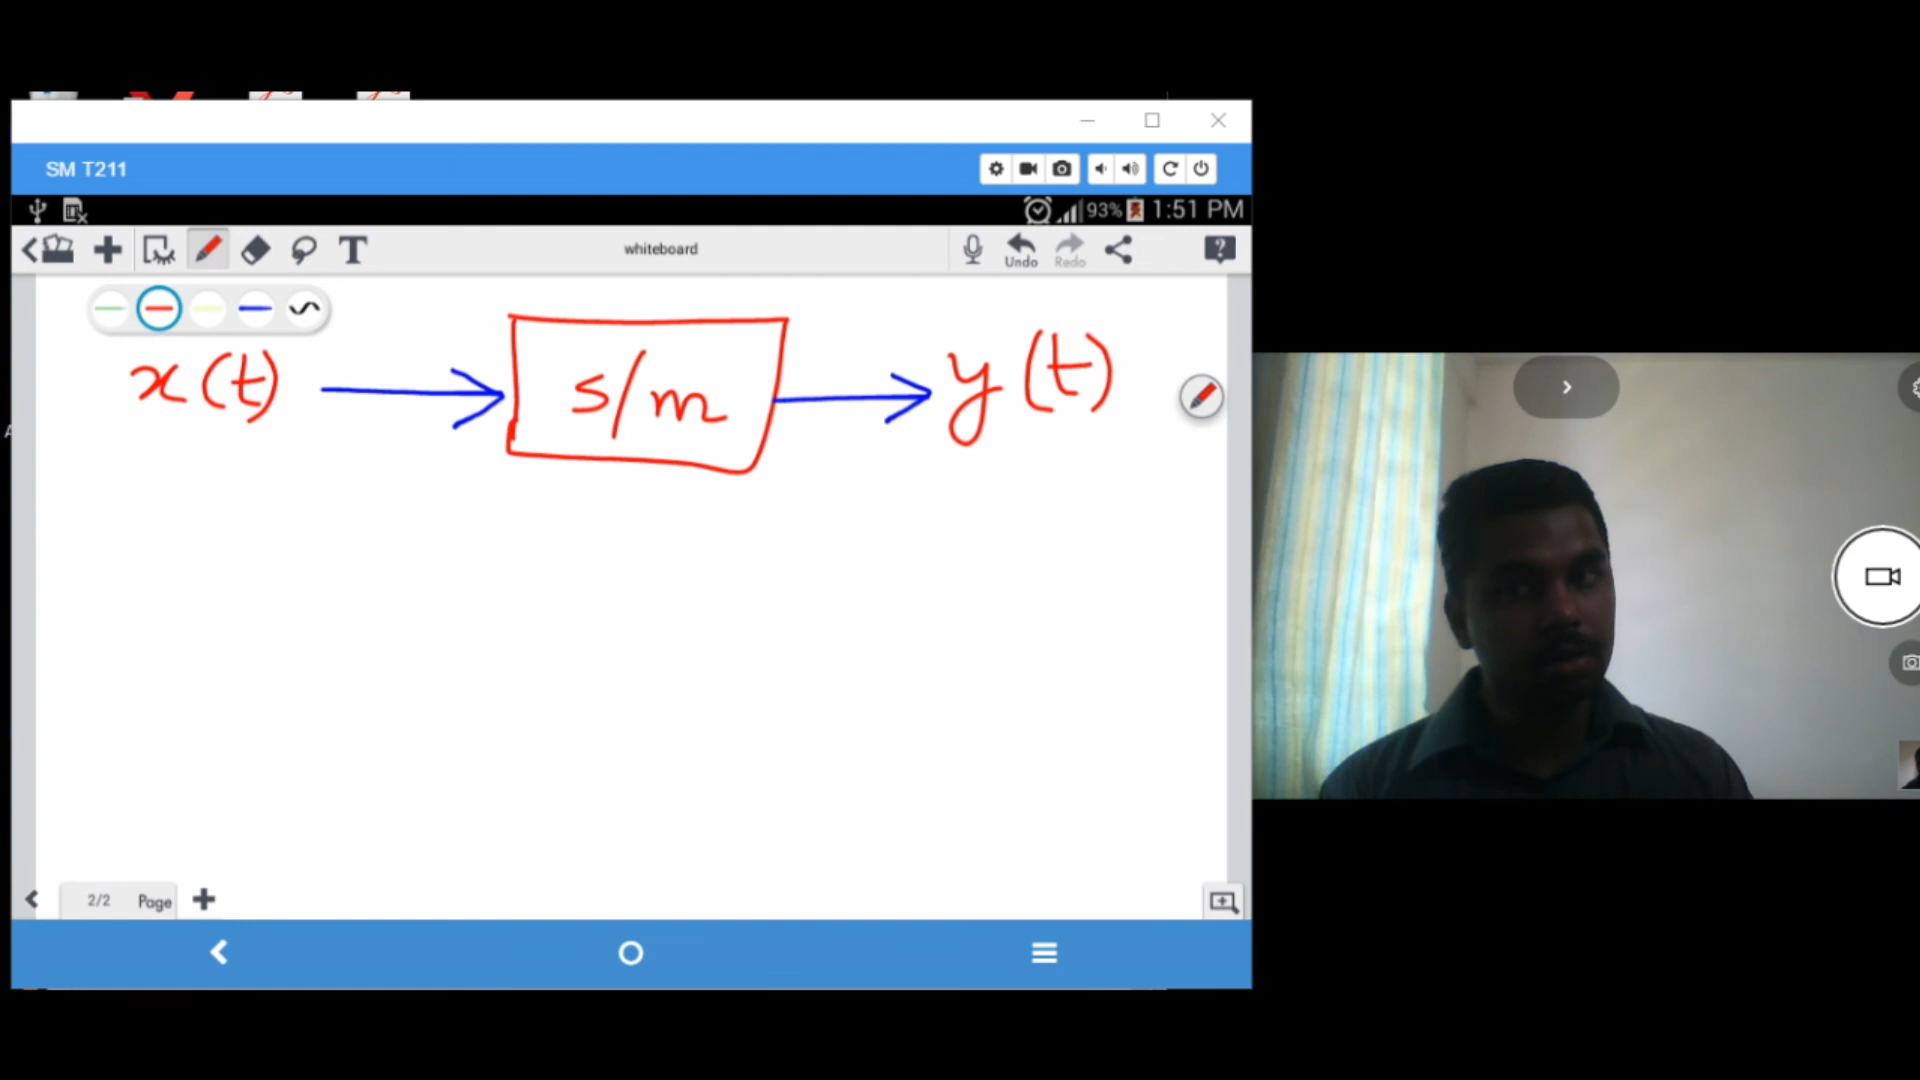 SM T211
93% 1:51 PM
whiteboard
Undo Redo
x(t) s/m y(t)
2/2 Page